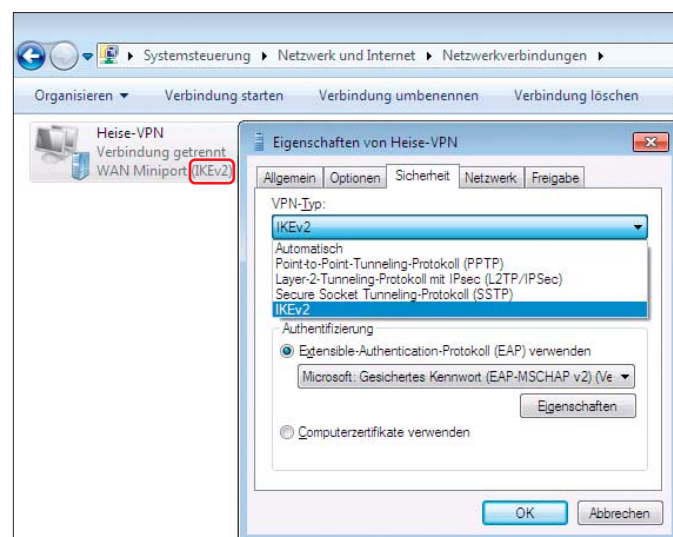 Systemsteuerung ▸ Netzwerk und Internet ▸ Netzwerkverbindungen ▸
Organisieren Verbindung starten Verbindung umbenennen Verbindung löschen
Heise-VPN
Verbindung getrennt
WAN Miniport (IKEv2)
Eigenschaften von Heise-VPN
Allgemein Optionen Sicherheit Netzwerk Freigabe
VPN-Typ:
IKEv2
Automatisch
Point-to-Point-Tunneling-Protokoll (PPTP)
Layer-2-Tunneling-Protokoll mit IPsec (L2TP/IPSec)
Secure Socket Tunneling-Protokoll (SSTP)
IKEv2
Authentifizierung
Extensible-Authentication-Protokoll (EAP) verwenden
Microsoft: Gesichertes Kennwort (EAP-MSCHAP v2) (Ve
Eigenschaften
Computerzertifikate verwenden
OK Abbrechen